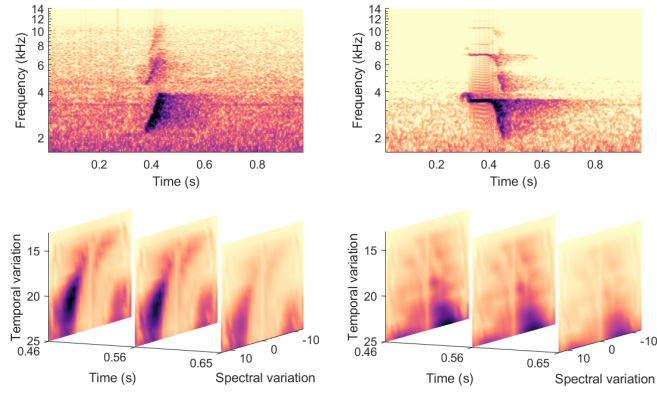 14
12
10
8
6
4
2
Frequency (kHz)
0.2 0.4 0.6 0.8
Time (s)
14
12
10
8
6
4
2
Frequency (kHz)
0.2 0.4 0.6 0.8
Time (s)
15
20
25
Temporal variation
0.46 0.56 0.65
10 0 -10
Time (s) Spectral variation
15
20
25
Temporal variation
0.46 0.56 0.65
10 0 -10
Time (s) Spectral variation